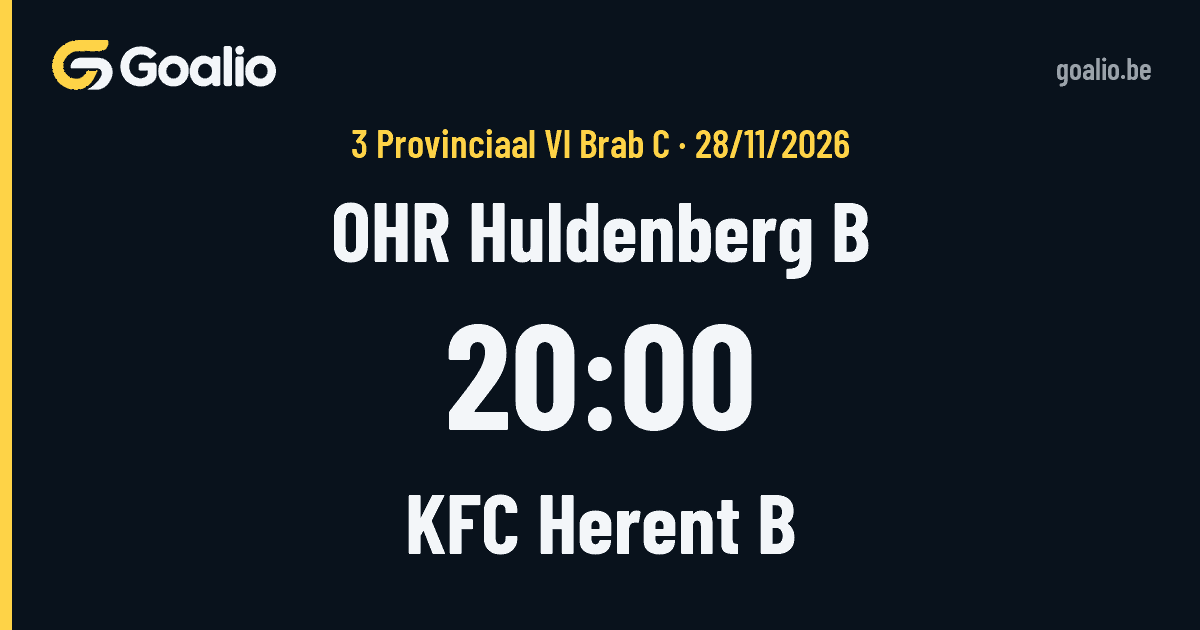 Goalio
goalio.be
3 Provinciaal Vl Brab C · 28/11/2026
OHR Huldenberg B
20:00
KFC Herent B